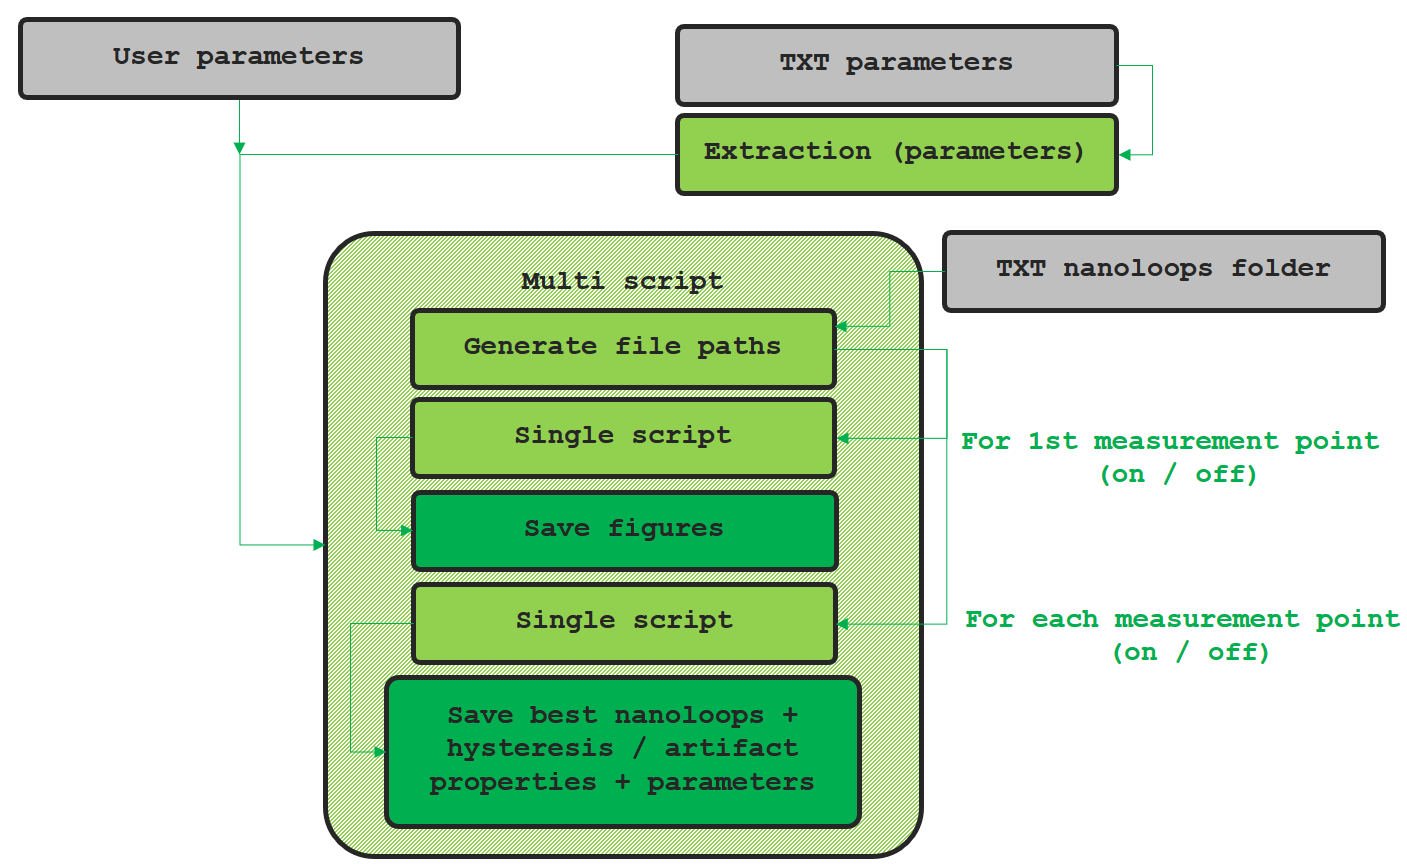 User parameters
TXT parameters
Extraction (parameters)
TXT nanoloops folder
Multi script
Generate file paths
Single script
For 1st measurement point
(on / off)
Save figures
Single script
For each measurement point
(on / off)
Save best nanoloops +
hysteresis / artifact
properties + parameters